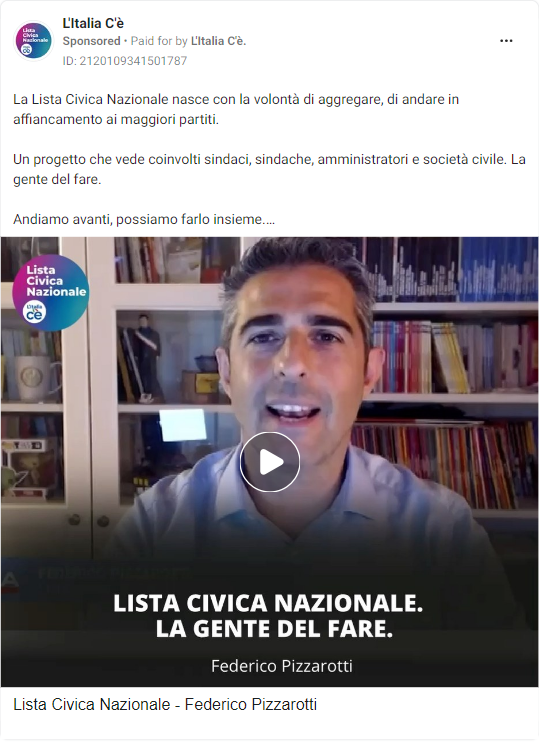 L'Italia C'è
Sponsored • Paid for by L'Italia C'è.
ID: 2120109341501787
La Lista Civica Nazionale nasce con la volontà di aggregare, di andare in
affiancamento ai maggiori partiti.
Un progetto che vede coinvolti sindaci, sindache, amministratori e società civile. La
gente del fare.
Andiamo avanti, possiamo farlo insieme....
Lista
Civica
Nazionale
L'Italia
c'è
LISTA CIVICA NAZIONALE.
LA GENTE DEL FARE.
Federico Pizzarotti
Lista Civica Nazionale - Federico Pizzarotti